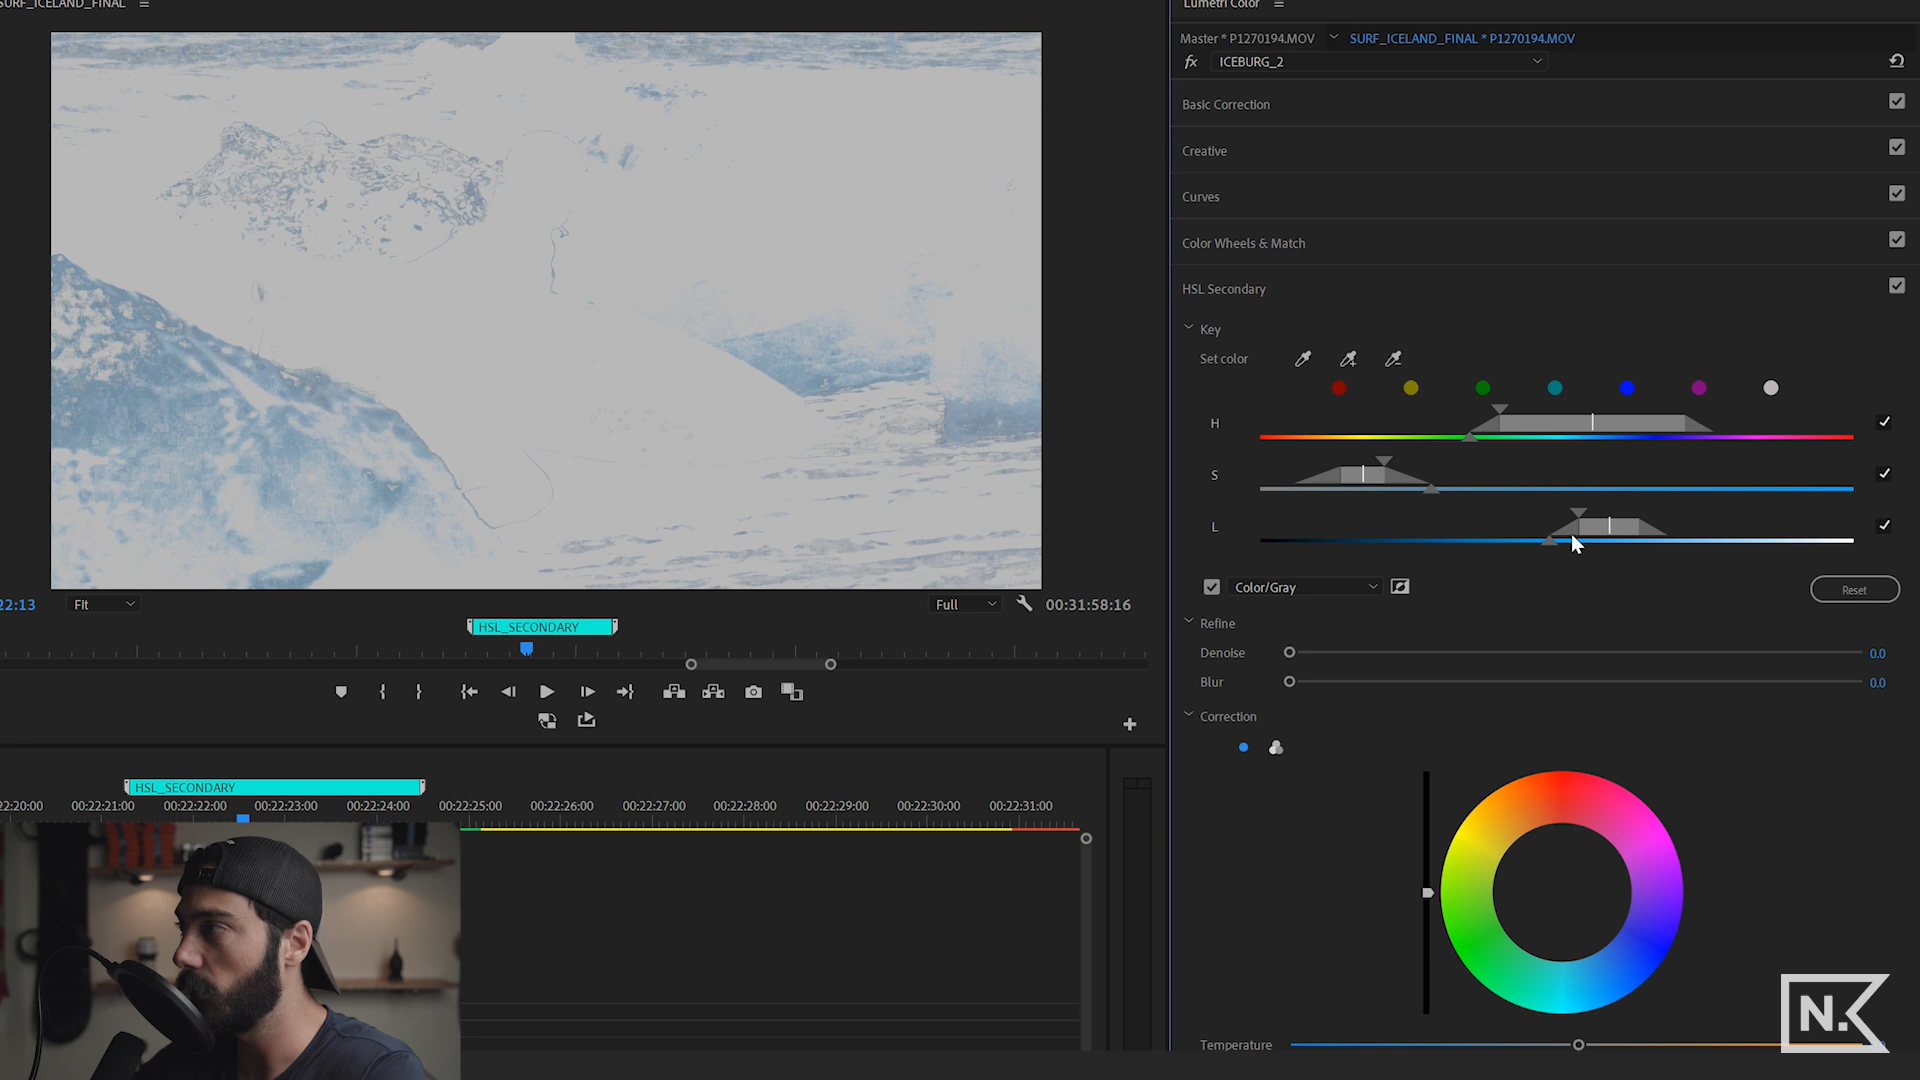 SURF_ICELAND_FINAL
Lumetri Color
Master * P1270194.MOV
SURF_ICELAND_FINAL * P1270194.MOV
fx
ICEBURG_2
Basic Correction
Creative
Curves
Color Wheels & Match
HSL Secondary
Key
Set color
H
S
L
Color/Gray
Reset
Refine
Denoise
0.0
Blur
0.0
Correction
Temperature
22:13
Fit
Full
00:31:58:16
HSL_SECONDARY
HSL_SECONDARY
22:20:00
00:22:21:00
00:22:22:00
00:22:23:00
00:22:24:00
00:22:25:00
00:22:26:00
00:22:27:00
00:22:28:00
00:22:29:00
00:22:30:00
00:22:31:00
N.K